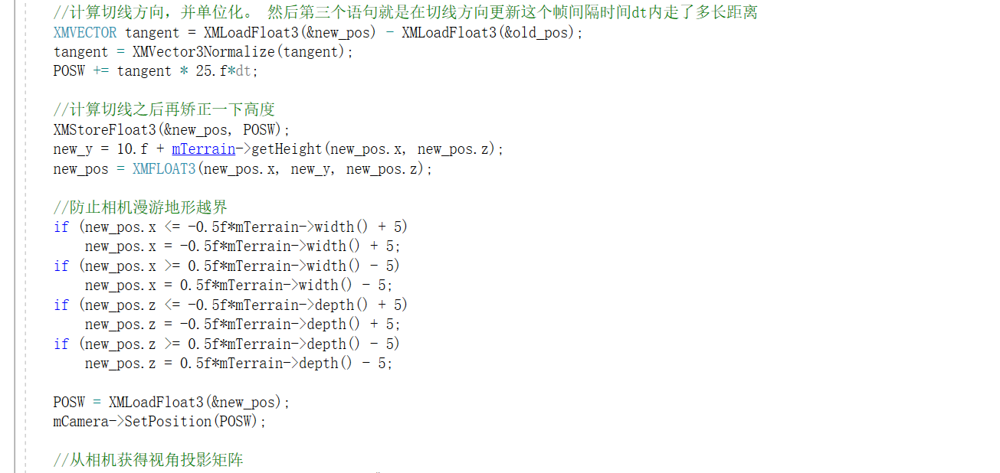 //计算切线方向，并单位化。 然后第三个语句就是在切线方向更新这个帧间隔时间dt内走了多长距离
XMVECTOR tangent = XMLoadFloat3(&new_pos) - XMLoadFloat3(&old_pos);
tangent = XMVector3Normalize(tangent);
POSW += tangent * 25.f*dt;
//计算切线之后再矫正一下高度
XMStoreFloat3(&new_pos, POSW);
new_y = 10.f + mTerrain->getHeight(new_pos.x, new_pos.z);
new_pos = XMFLOAT3(new_pos.x, new_y, new_pos.z);
//防止相机漫游地形越界
if (new_pos.x <= -0.5f*mTerrain->width() + 5)
new_pos.x = -0.5f*mTerrain->width() + 5;
if (new_pos.x >= 0.5f*mTerrain->width() - 5)
new_pos.x = 0.5f*mTerrain->width() - 5;
if (new_pos.z <= -0.5f*mTerrain->depth() + 5)
new_pos.z = -0.5f*mTerrain->depth() + 5;
if (new_pos.z >= 0.5f*mTerrain->depth() - 5)
new_pos.z = 0.5f*mTerrain->depth() - 5;
POSW = XMLoadFloat3(&new_pos);
mCamera->SetPosition(POSW);
//从相机获得视角投影矩阵